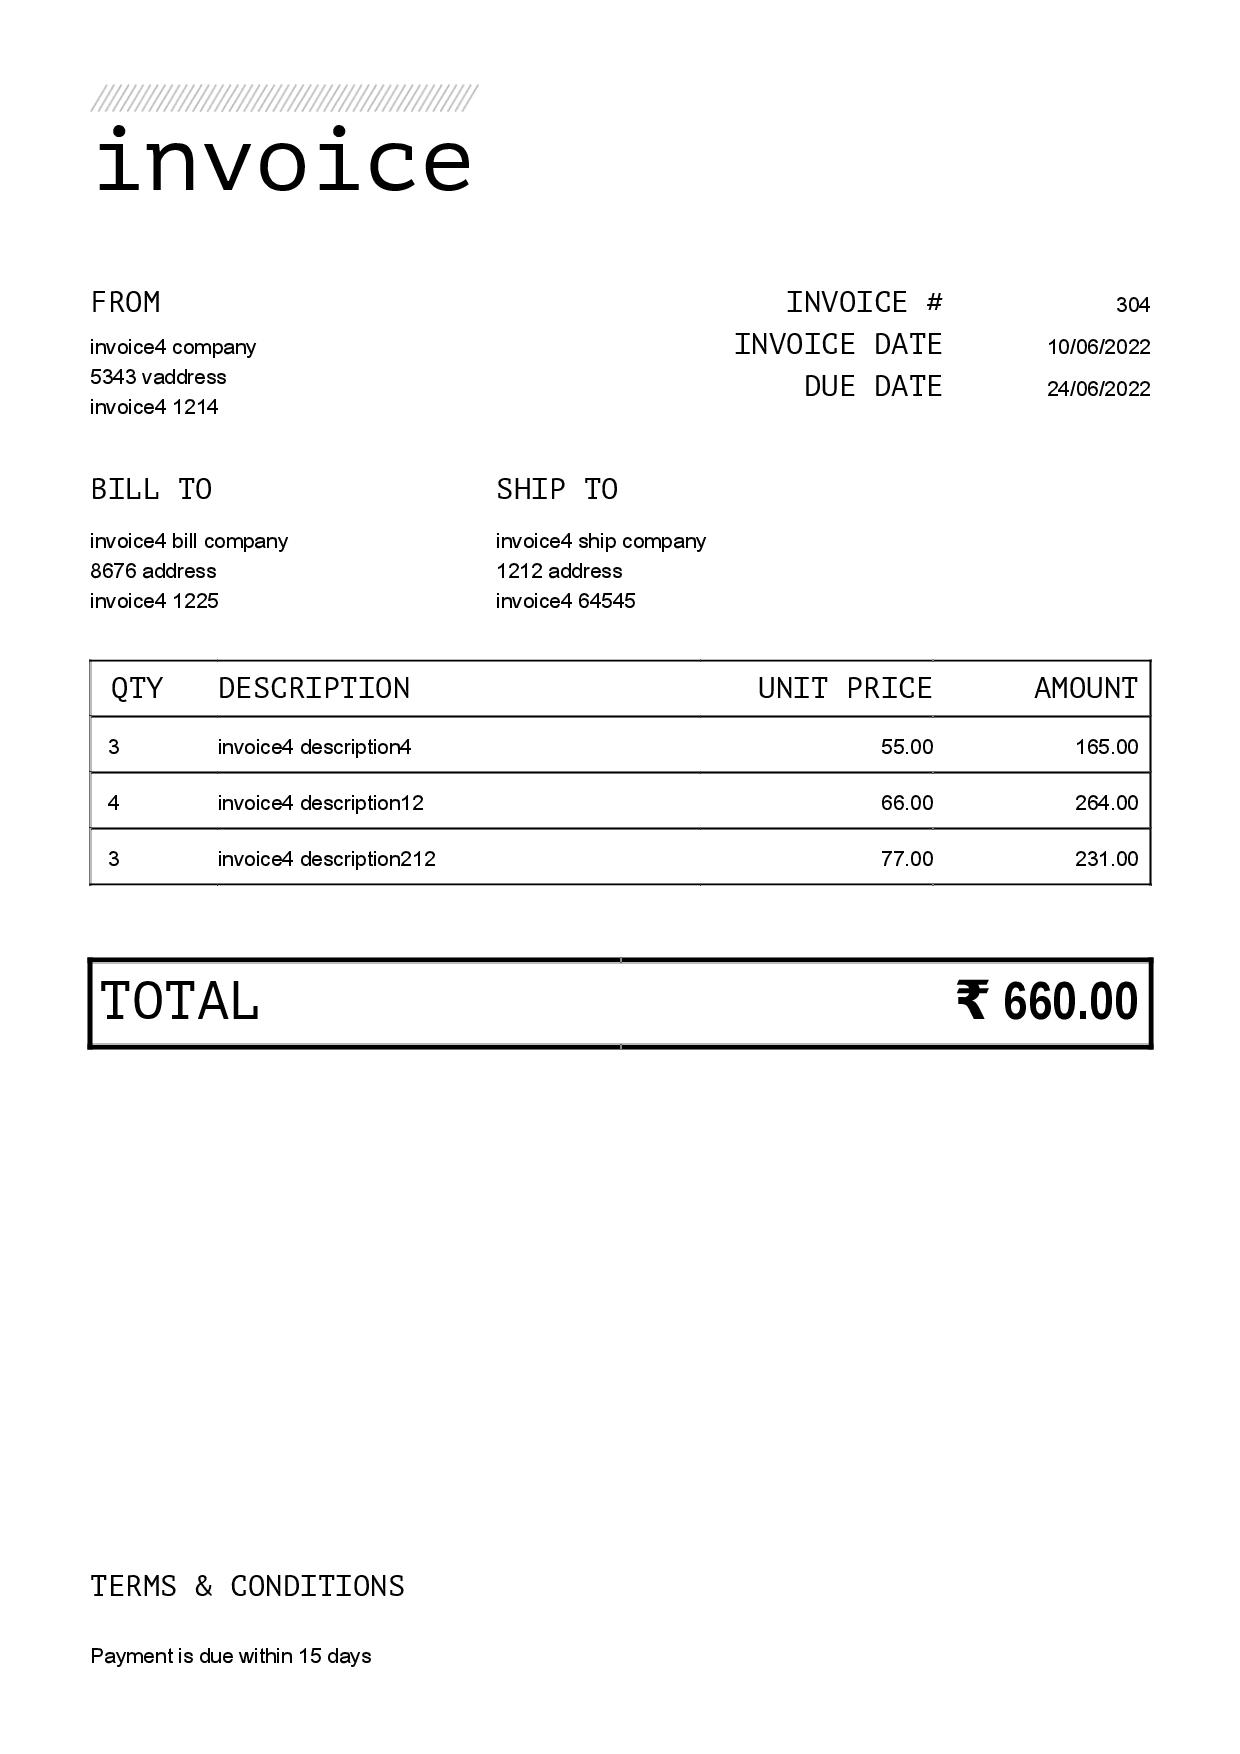 invoice
FROM
invoice4 company
5343 vaddress
invoice4 1214
INVOICE # 304
INVOICE DATE 10/06/2022
DUE DATE 24/06/2022
BILL TO
invoice4 bill company
8676 address
invoice4 1225
SHIP TO
invoice4 ship company
1212 address
invoice4 64545
QTY DESCRIPTION UNIT PRICE AMOUNT
3 invoice4 description4 55.00 165.00
4 invoice4 description12 66.00 264.00
3 invoice4 description212 77.00 231.00
TOTAL ₹ 660.00
TERMS & CONDITIONS
Payment is due within 15 days